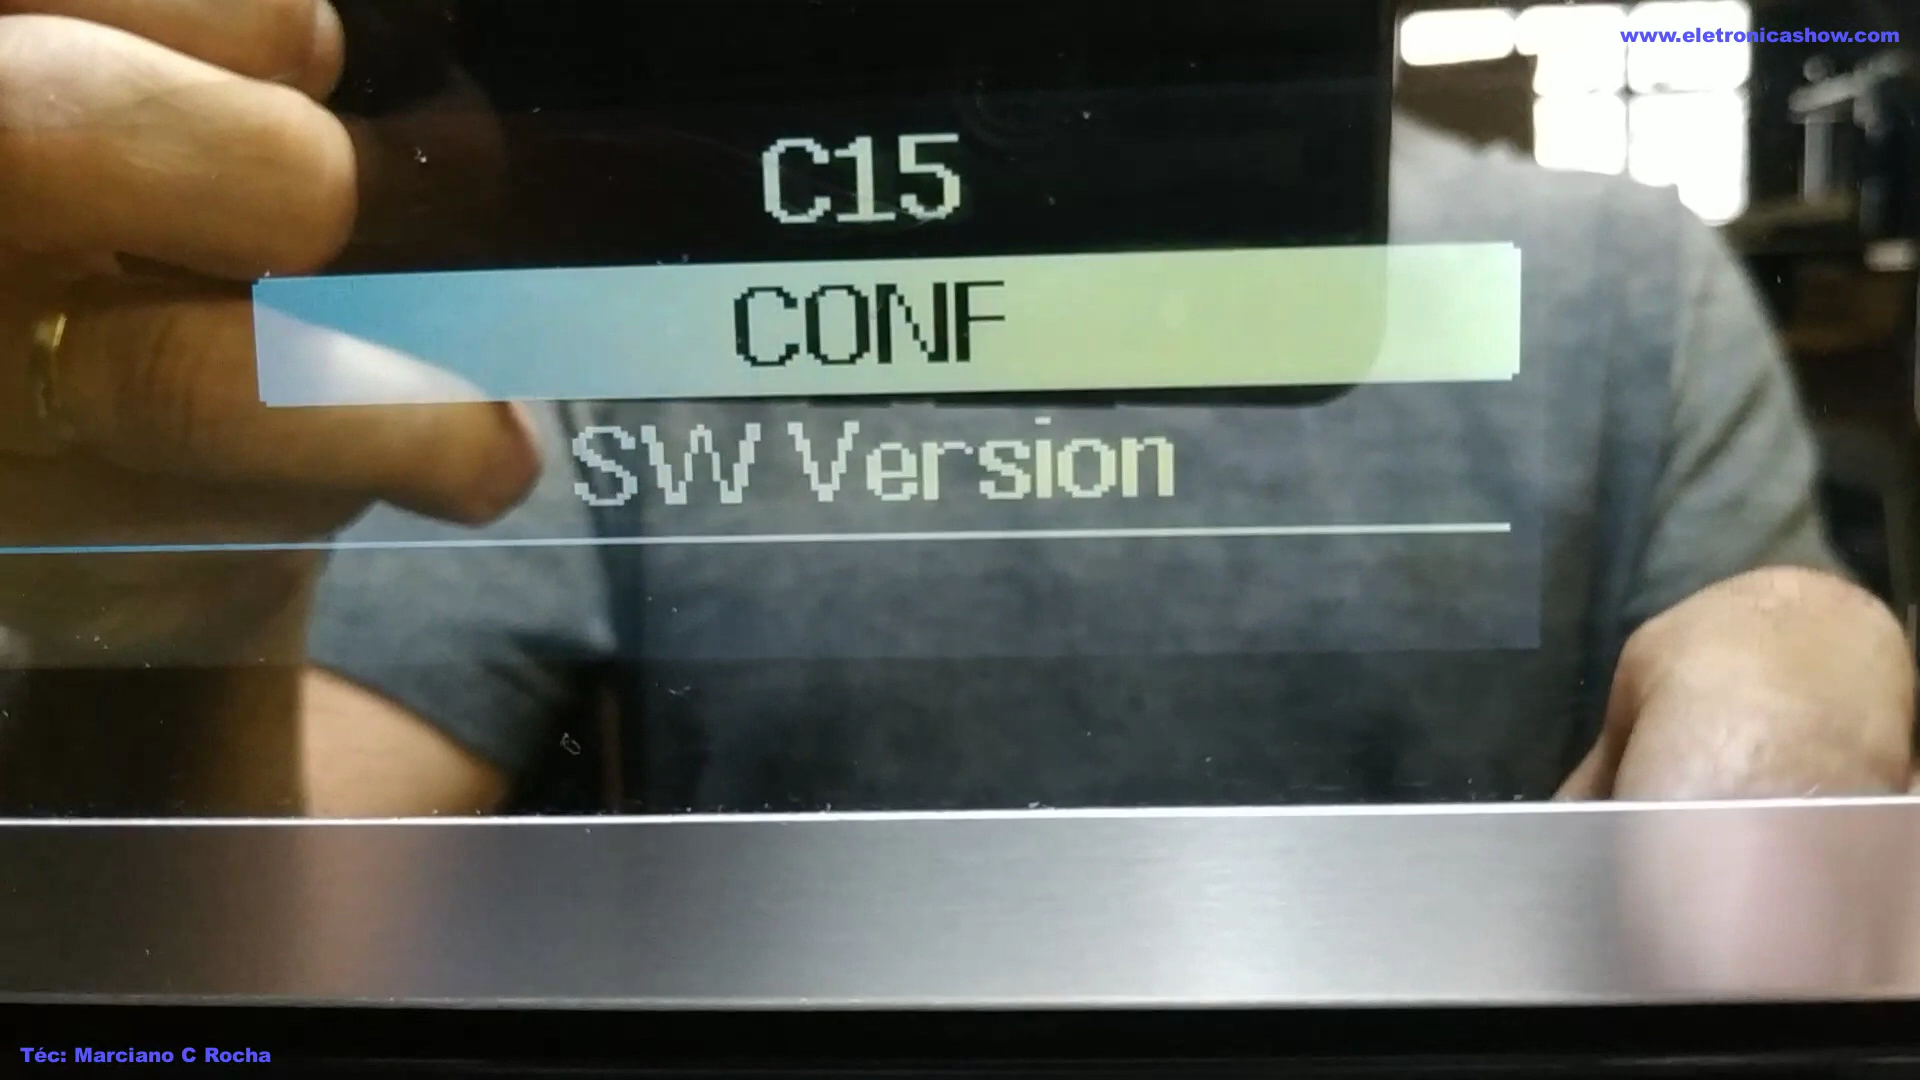 www.eletronicashow.com
C15
CONF
SW Version
Téc: Marciano C Rocha